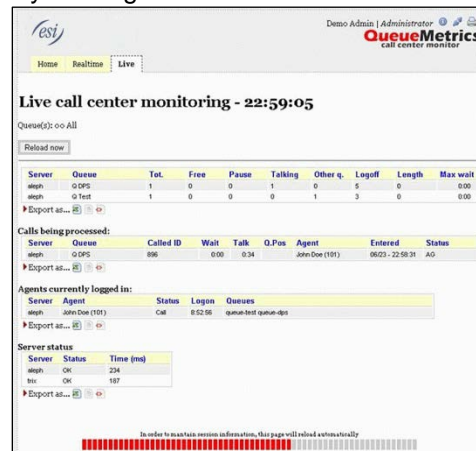 esi
Demo Admin | Administrator
QueueMetrics
call center monitor
Home Realtime Live
Live call center monitoring - 22:59:05
Queue(s): oo All
Reload now
Server Queue Tot. Free Pause Talking Other q. Logoff Length Max wait
aleph Q DPS 1 0 0 1 0 5 0 0:00
aleph Q Test 1 0 0 0 1 3 0 0:00
Export as...
Calls being processed:
Server Queue Called ID Wait Talk Q.Pos Agent Entered Status
aleph Q DPS 896 0:00 0:34 John Doe (101) 06/23 - 22:58:31 AG
Export as...
Agents currently logged in:
Server Agent Status Logon Queues
aleph John Doe (101) Call 8:52:56 queue-test queue-dps
Export as...
Server status
Server Status Time (ms)
aleph OK 234
trix OK 187
Export as...
In order to mantain session information, this page will reload automatically